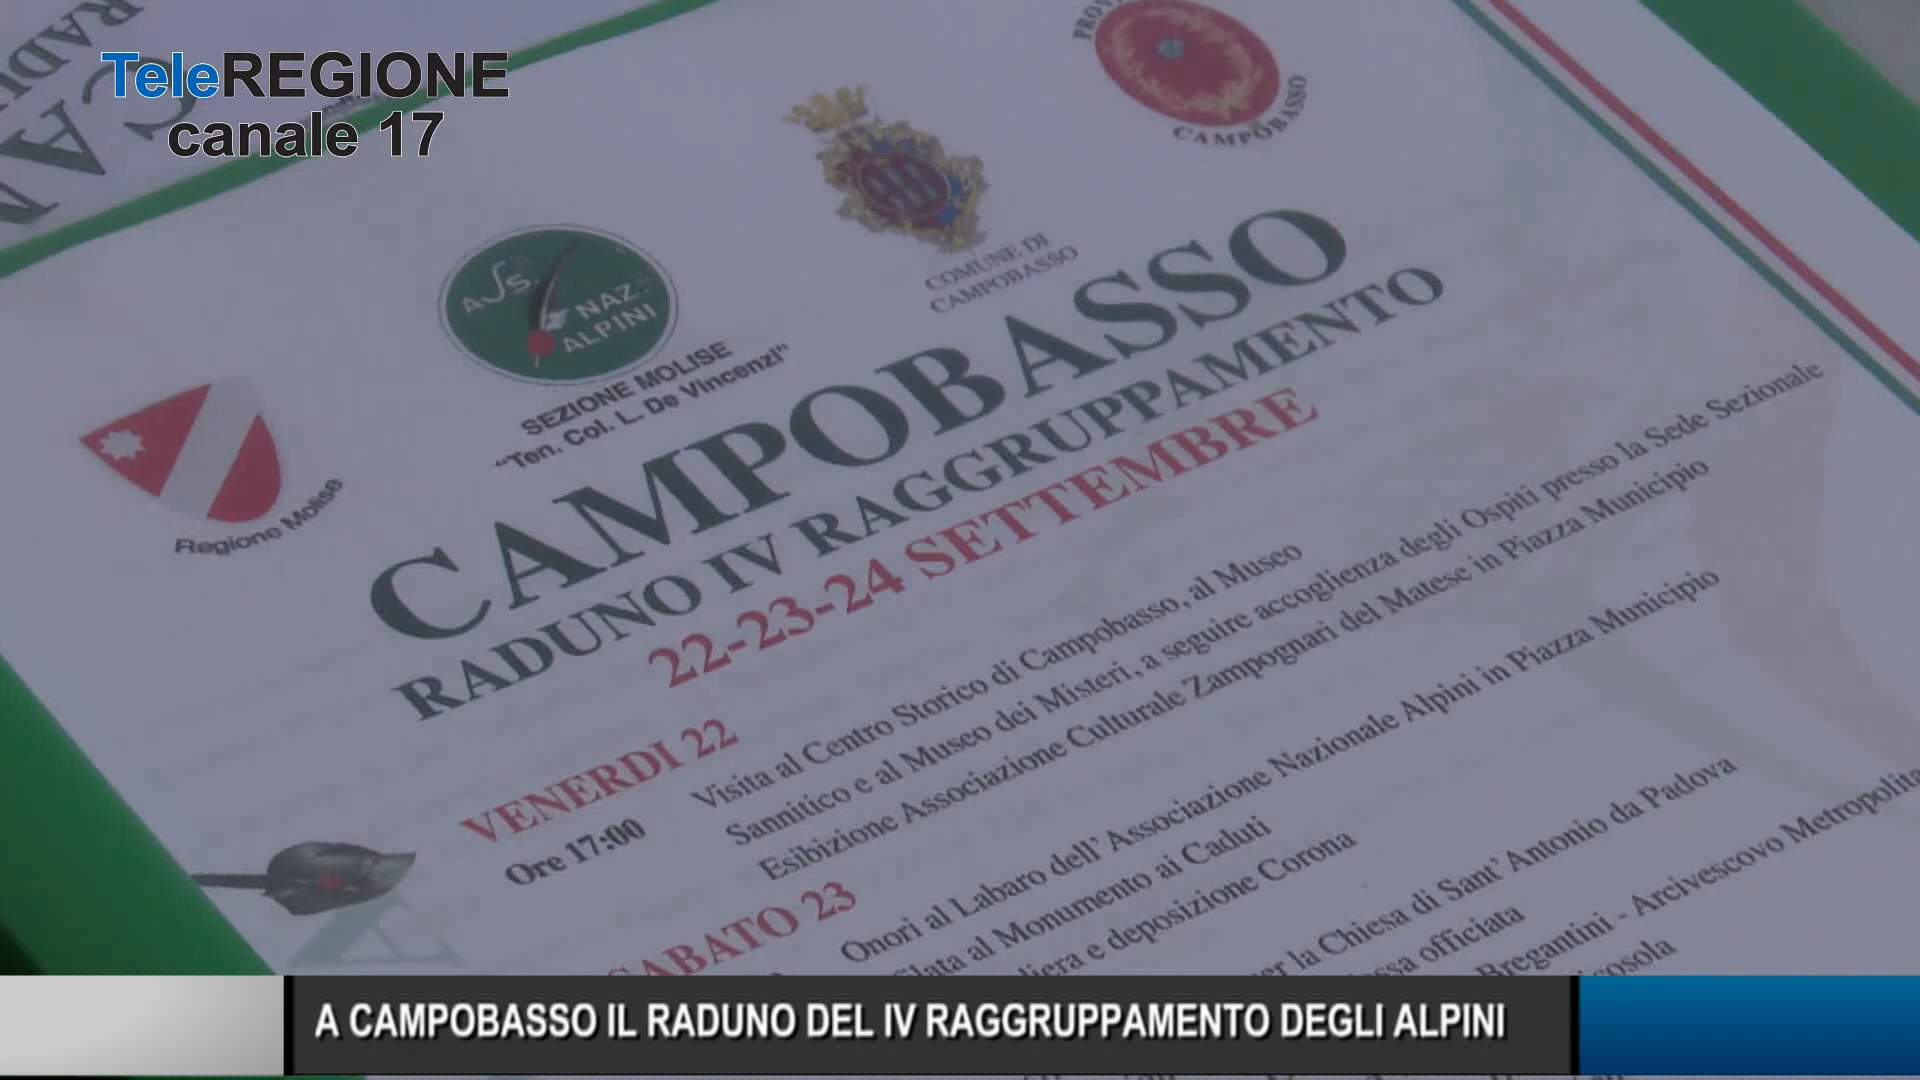 TeleREGIONE
canale 17
CAMPOBASSO
COMUNE DI
CAMPOBASSO
ASS.
NAZ.
ALPINI
SEZIONE MOLISE
"Ten. Col. L. De Vincenzi"
Regione Molise
CAMPOBASSO
RADUNO IV RAGGRUPPAMENTO
22-23-24 SETTEMBRE
VENERDI 22
Ore 17:00
Visita al Centro Storico di Campobasso, al Museo
Sannitico e al Museo dei Misteri, a seguire accoglienza degli Ospiti presso la Sede Sezionale
Esibizione Associazione Culturale Zampognari del Matese in Piazza Municipio
SABATO 23
Onori al Labaro dell' Associazione Nazionale Alpini in Piazza Municipio
al Monumento ai Caduti
e deposizione Corona
la Chiesa di Sant' Antonio da Padova
officiata
Bregantini - Arcivescovo Metropolita
A CAMPOBASSO IL RADUNO DEL IV RAGGRUPPAMENTO DEGLI ALPINI